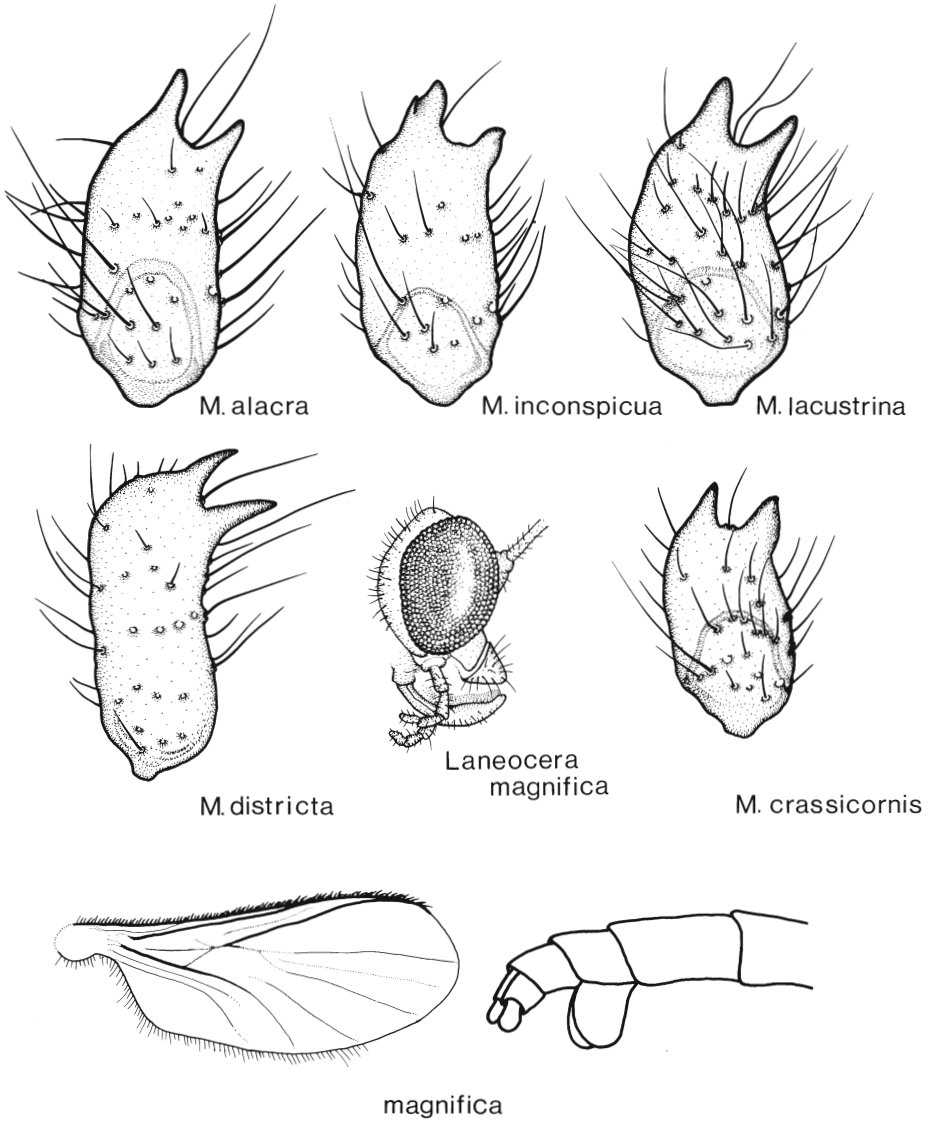 M. alacra
M. inconspicua
M. lacustrina
M. districta
Laneocera
magnifica
M. crassicornis
magnifica